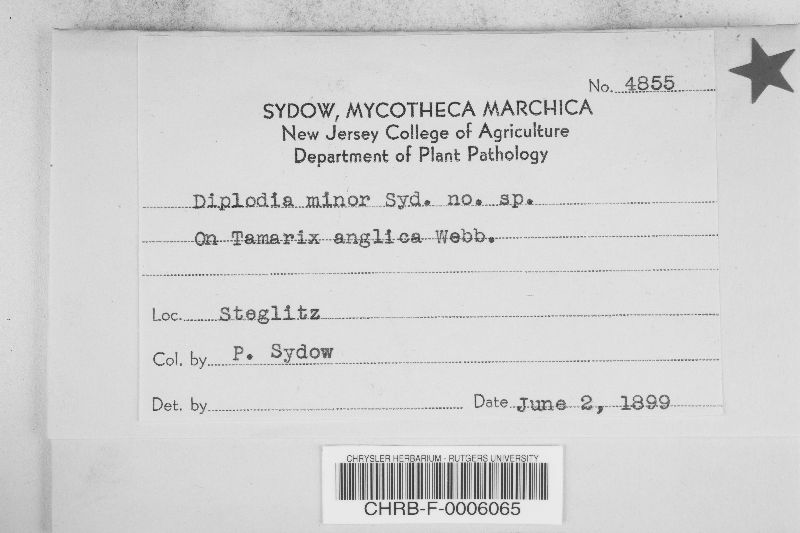 No. 4855
SYDOW, MYCOTHECA MARCHICA
New Jersey College of Agriculture
Department of Plant Pathology
Diplodia minor Syd. no. sp.
On Tamarix anglica Webb.
Loc. Steglitz
Col. by P. Sydow
Det. by Date June 2, 1899
CHRYSLER HERBARIUM - RUTGERS UNIVERSITY
CHRB-F-0006065